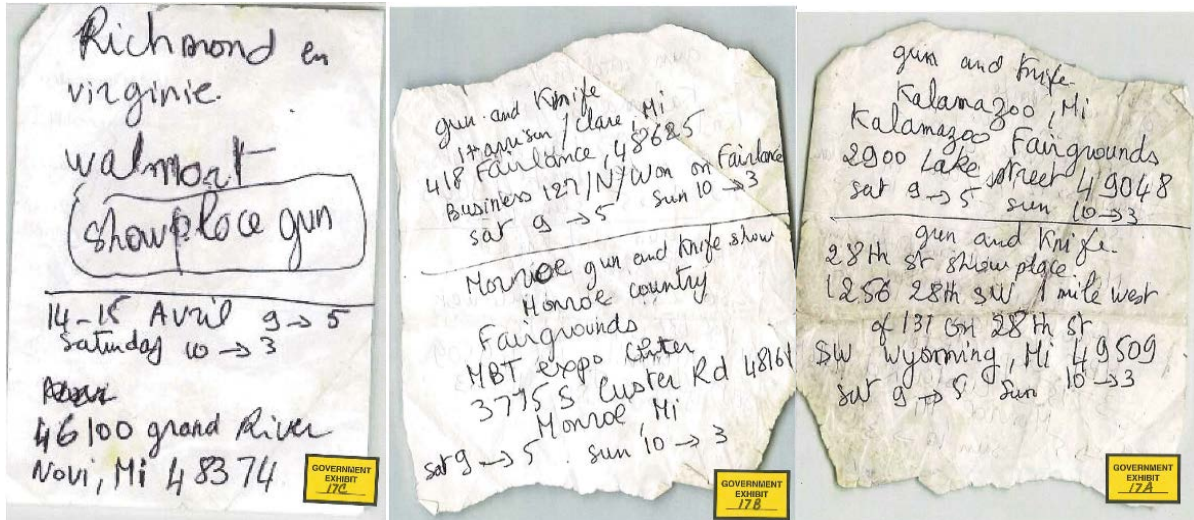 Richmond en
virginie.
walmart
showplace gun
14-15 Avril 9→5
Saturday 10→3
46100 grand River
Novi, Mi 48374
GOVERNMENT
EXHIBIT
17C
gun and Knife
Harrison/Clare, Mi
418 Fairlance, 48625
Business 127/N/Won on Fairlance
sat 9→5 sun 10→3
Monroe gun and Knife show
Monroe country
Fairgrounds
MBT expo Center
3775 S Custer Rd 48161
Monroe, Mi
sat 9→5. sun 10→3
GOVERNMENT
EXHIBIT
17B
gun and Knife
Kalamazoo, Mi
Kalamazoo Fairgrounds
2900 Lake street 49048
sat 9→5 sun 10→3
gun and Knife.
28th st showplace.
1256 28th SW 1 mile west
of 131 on 28th st
SW Wyoming, Mi 49509
sat 9→5 sun 10→3
GOVERNMENT
EXHIBIT
17A